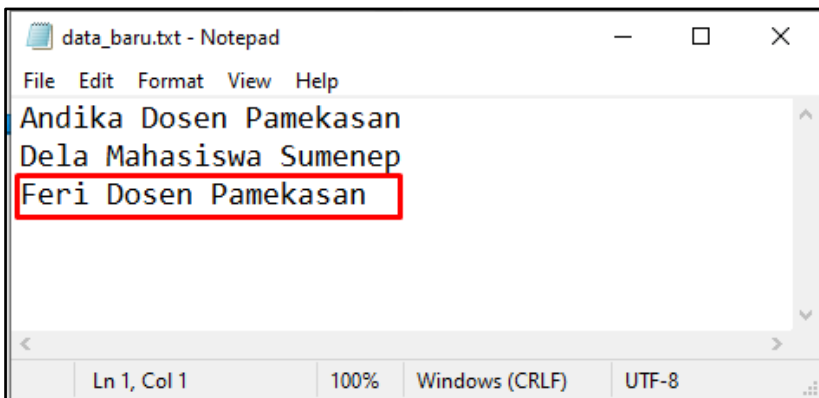 data_baru.txt - Notepad
File Edit Format View Help
Andika Dosen Pamekasan
Dela Mahasiswa Sumenep
Feri Dosen Pamekasan
Ln 1, Col 1 100% Windows (CRLF) UTF-8